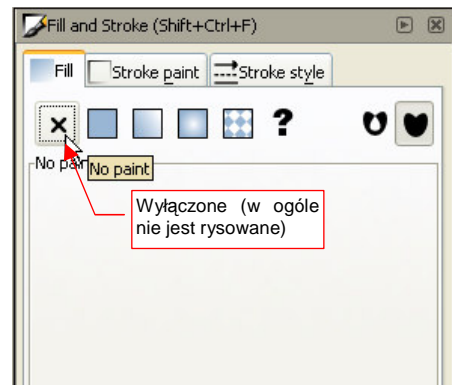 Fill and Stroke (Shift+Ctrl+F)
Fill Stroke paint Stroke style
?
No paint
Wyłączone (w ogóle
nie jest rysowane)